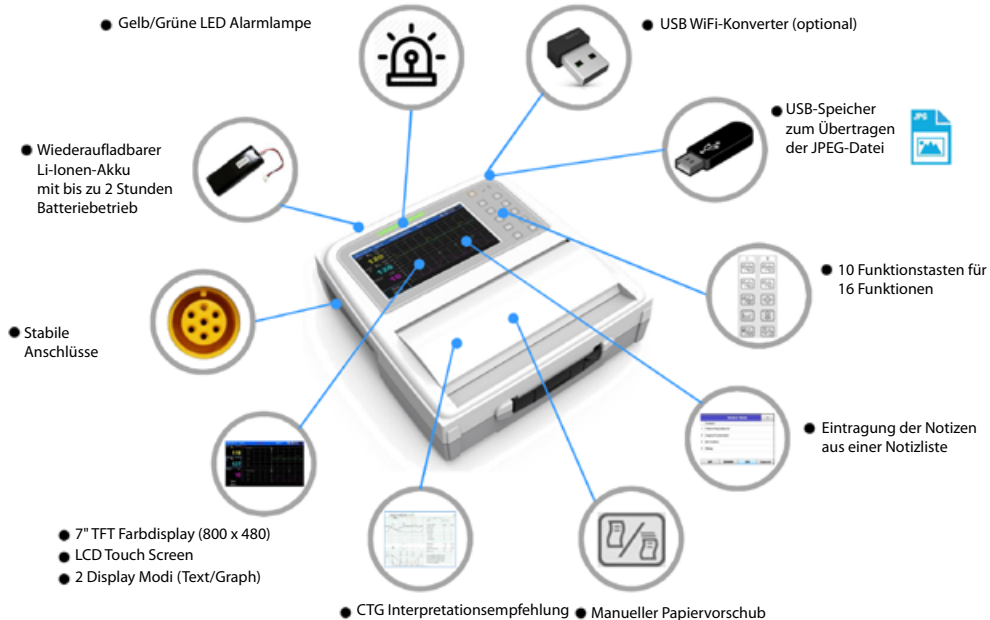 ● Gelb/Grüne LED Alarmlampe
● USB WiFi-Konverter (optional)
● USB-Speicher
zum Übertragen
der JPEG-Datei
JPG
● Wiederaufladbarer
Li-Ionen-Akku
mit bis zu 2 Stunden
Batteriebetrieb
● 10 Funktionstasten für
16 Funktionen
● Stabile
Anschlüsse
● Eintragung der Notizen
aus einer Notizliste
● 7" TFT Farbdisplay (800 x 480)
● LCD Touch Screen
● 2 Display Modi (Text/Graph)
● CTG Interpretationsempfehlung
● Manueller Papiervorschub